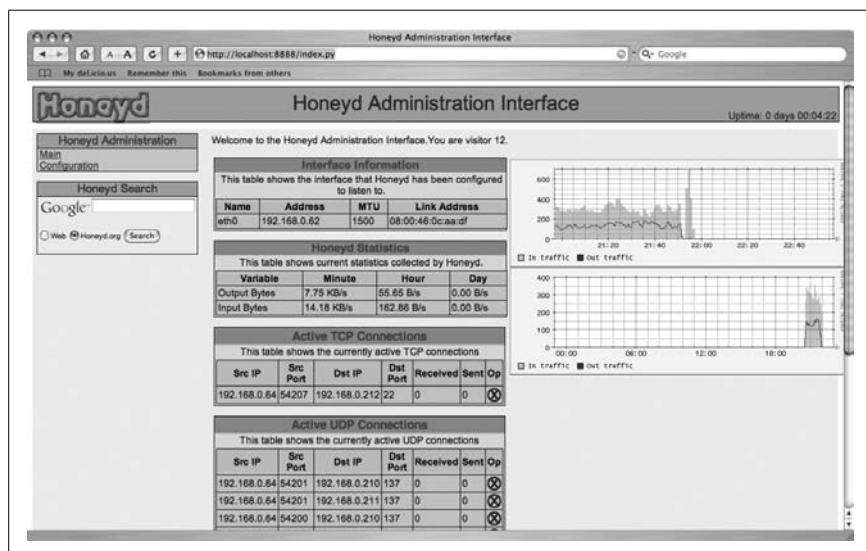 Honeyd Administration Interface
A A C + http://localhost:8888/index.py Q- Google
My del.icio.us Remember this Bookmarks from others
Honeyd
Honeyd Administration Interface
Uptime: 0 days 00:04:22
Honeyd Administration
Main
Configuration
Honeyd Search
Google
Web Honeyd.org Search
Welcome to the Honeyd Administration Interface.You are visitor 12.
Interface Information
This table shows the interface that Honeyd has been configured
to listen to.
Name Address MTU Link Address
eth0 192.168.0.62 1500 08:00:46:0c:aa:df
Honeyd Statistics
This table shows current statistics collected by Honeyd.
Variable Minute Hour Day
Output Bytes 7.75 KB/s 55.65 B/s 0.00 B/s
Input Bytes 14.18 KB/s 162.86 B/s 0.00 B/s
Active TCP Connections
This table shows the currently active TCP connections
Src IP Src Port Dst IP Dst Port Received Sent Op
192.168.0.64 54207 192.168.0.212 22 0 0
Active UDP Connections
This table shows the currently active UDP connections
Src IP Src Port Dst IP Dst Port Received Sent Op
192.168.0.64 54201 192.168.0.210 137 0 0
192.168.0.64 54201 192.168.0.211 137 0 0
192.168.0.64 54200 192.168.0.210 137 0 0
600
400
200
0
21:20 21:40 22:00 22:20 22:40
In traffic Out traffic
400
300
200
100
0
00:00 06:00 12:00 18:00
In traffic Out traffic